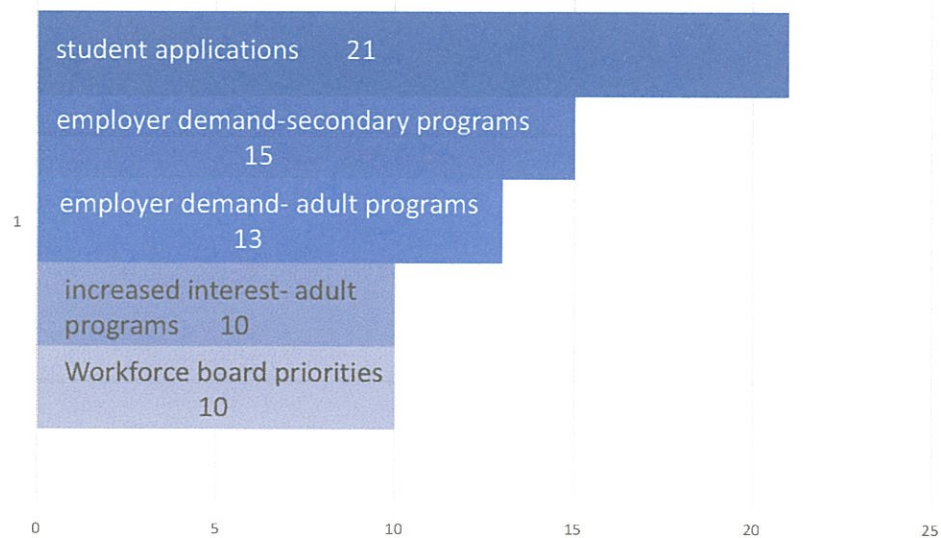 student applications 21
employer demand-secondary programs
15
employer demand- adult programs
13
1
increased interest- adult
programs 10
Workforce board priorities
10
0 5 10 15 20 25